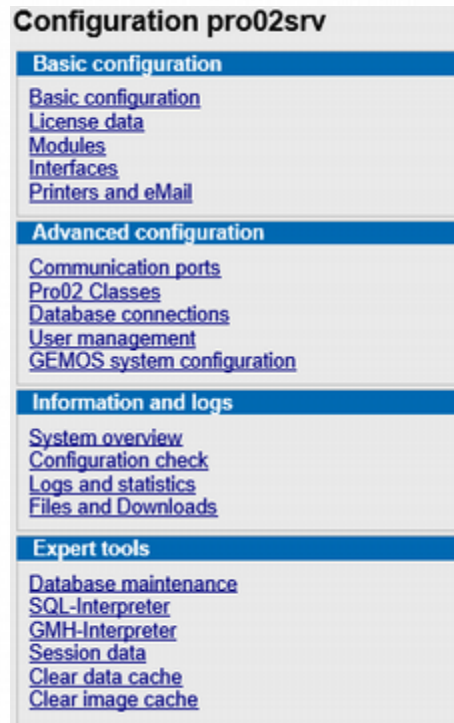 Configuration pro02srv
Basic configuration
Basic configuration
License data
Modules
Interfaces
Printers and eMail
Advanced configuration
Communication ports
Pro02 Classes
Database connections
User management
GEMOS system configuration
Information and logs
System overview
Configuration check
Logs and statistics
Files and Downloads
Expert tools
Database maintenance
SQL-Interpreter
GMH-Interpreter
Session data
Clear data cache
Clear image cache